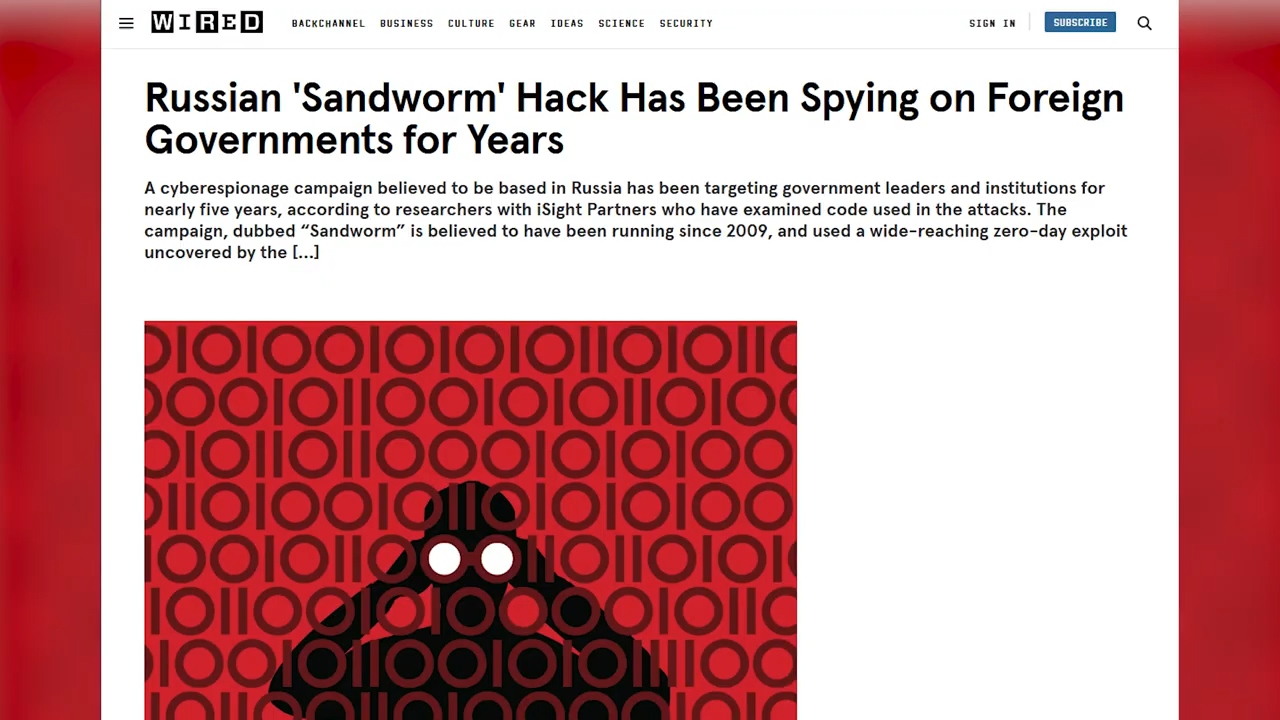 WIRED BACKCHANNEL BUSINESS CULTURE GEAR IDEAS SCIENCE SECURITY SIGN IN SUBSCRIBE
Russian 'Sandworm' Hack Has Been Spying on Foreign
Governments for Years
A cyberespionage campaign believed to be based in Russia has been targeting government leaders and institutions for
nearly five years, according to researchers with iSight Partners who have examined code used in the attacks. The
campaign, dubbed “Sandworm” is believed to have been running since 2009, and used a wide-reaching zero-day exploit
uncovered by the [...]